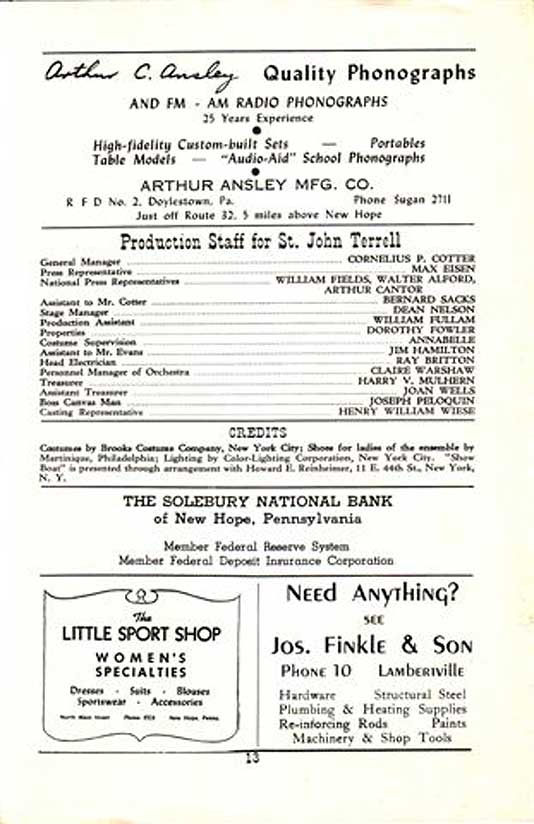 Arthur C. Ansley Quality Phonographs
AND FM - AM RADIO PHONOGRAPHS
25 Years Experience
High-fidelity Custom-built Sets — Portables
Table Models — "Audio-Aid" School Phonographs
ARTHUR ANSLEY MFG. CO.
R F D No. 2, Doylestown, Pa. Phone Sugan 2711
Just off Route 32, 5 miles above New Hope
Production Staff for St. John Terrell
General Manager CORNELIUS P. COTTER
Press Representative MAX EISEN
National Press Representatives WILLIAM FIELDS, WALTER ALFORD,
ARTHUR CANTOR
Assistant to Mr. Cotter BERNARD SACKS
Stage Manager DEAN NELSON
Production Assistant WILLIAM FULLAM
Properties DOROTHY FOWLER
Costume Supervision ANNABELLE
Assistant to Mr. Evans JIM HAMILTON
Head Electrician RAY BRITTON
Personnel Manager of Orchestra CLAIRE WARSHAW
Treasurer HARRY V. MULHERN
Assistant Treasurer JOAN WELLS
Boss Canvas Man JOSEPH PELOQUIN
Casting Representative HENRY WILLIAM WIESE
CREDITS
Costumes by Brooks Costume Company, New York City; Shoes for ladies of the ensemble by
Martinique, Philadelphia; Lighting by Color-Lighting Corporation, New York City. "Show
Boat" is presented through arrangement with Howard E. Reinheimer, 11 E. 44th St., New York,
N. Y.
THE SOLEBURY NATIONAL BANK
of New Hope, Pennsylvania
Member Federal Reserve System
Member Federal Deposit Insurance Corporation
The
LITTLE SPORT SHOP
WOMEN'S
SPECIALTIES
Dresses - Suits - Blouses
Sportswear - Accessories
North Main Street Phone New Hope, Penna.
Need Anything?
SEE
Jos. Finkle & Son
Phone 10 Lambertville
Hardware Structural Steel
Plumbing & Heating Supplies
Re-inforcing Rods Paints
Machinery & Shop Tools
13